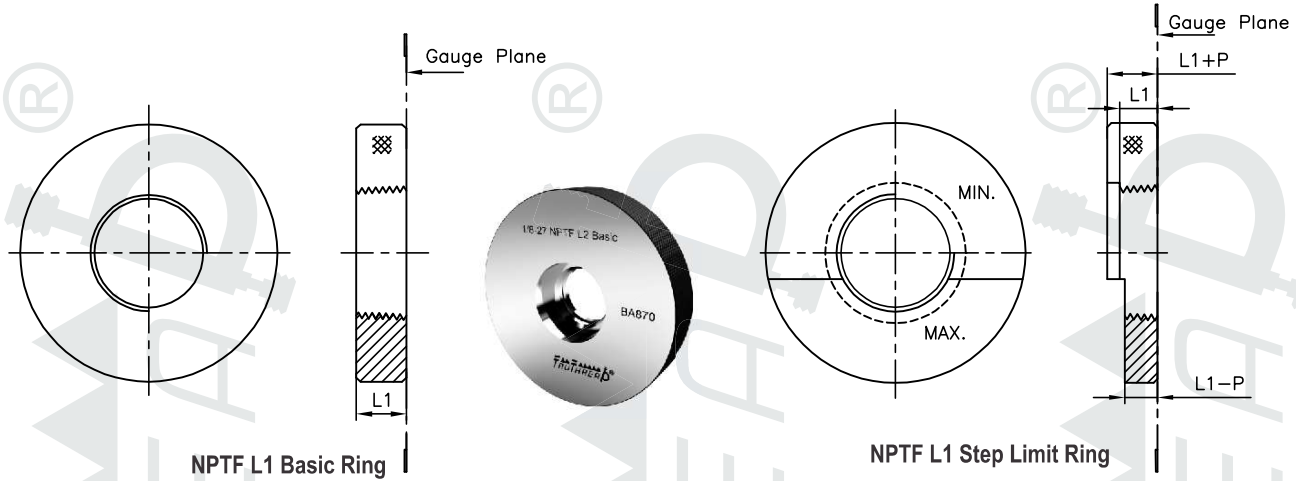 Gauge Plane
L1
NPTF L1 Basic Ring
1/8-27 NPTF L2 Basic
BA870
MIN.
MAX.
Gauge Plane
L1+P
L1
L1-P
NPTF L1 Step Limit Ring
®
®
®